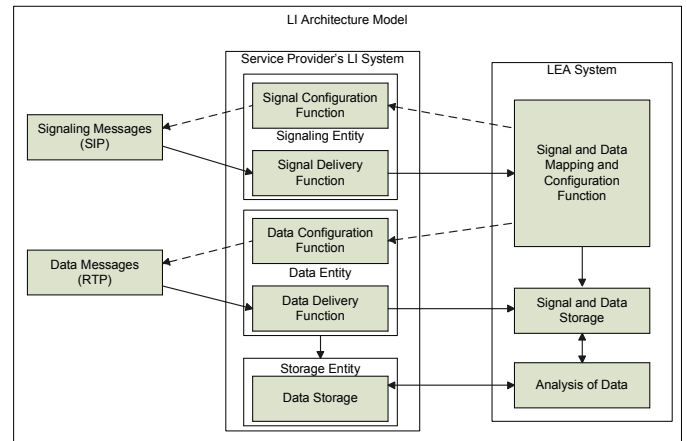 LI Architecture Model
Service Provider's LI System
LEA System
Signal Configuration
Function
Signaling Entity
Signaling Messages
(SIP)
Signal Delivery
Function
Signal and Data
Mapping and
Configuration
Function
Data Configuration
Function
Data Entity
Data Messages
(RTP)
Data Delivery
Function
Signal and Data
Storage
Storage Entity
Data Storage
Analysis of Data